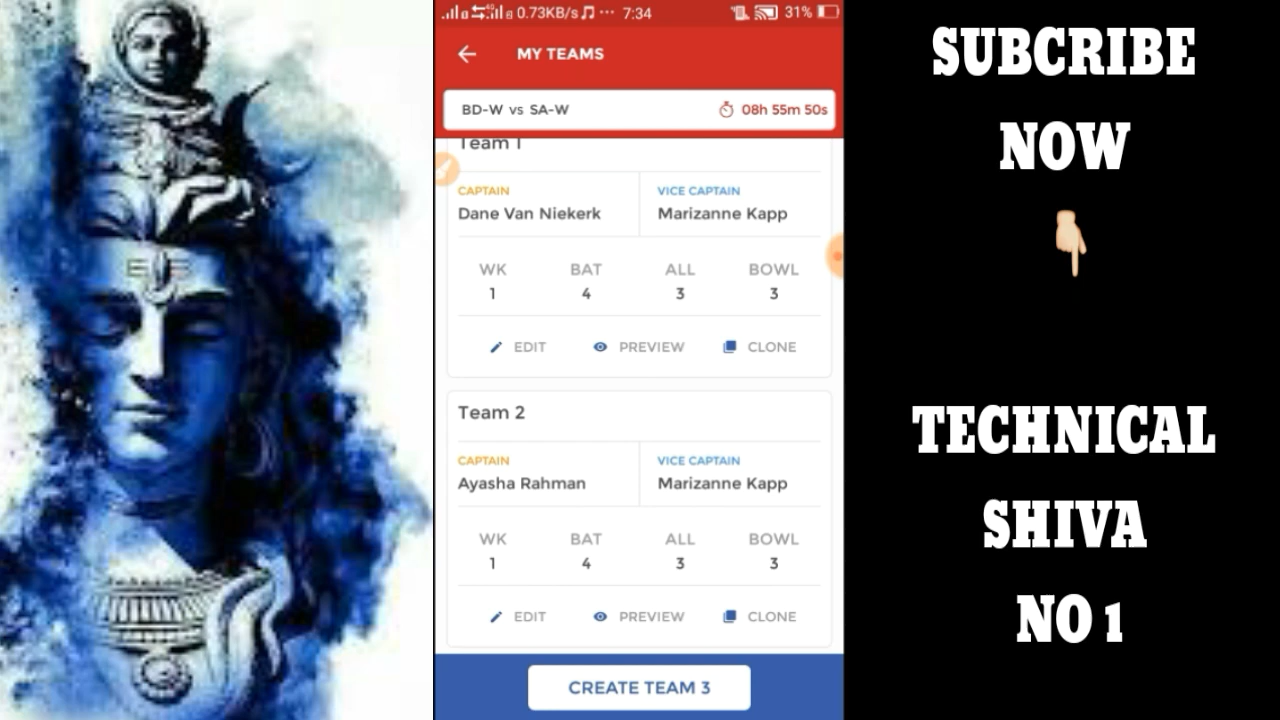 0.73KB/s ... 7:34 31%
MY TEAMS
BD-W vs SA-W 08h 55m 50s
Team 1
CAPTAIN VICE CAPTAIN
Dane Van Niekerk Marizanne Kapp
WK BAT ALL BOWL
1 4 3 3
EDIT PREVIEW CLONE
Team 2
CAPTAIN VICE CAPTAIN
Ayasha Rahman Marizanne Kapp
WK BAT ALL BOWL
1 4 3 3
EDIT PREVIEW CLONE
CREATE TEAM 3
SUBCRIBE
NOW
TECHNICAL
SHIVA
NO 1